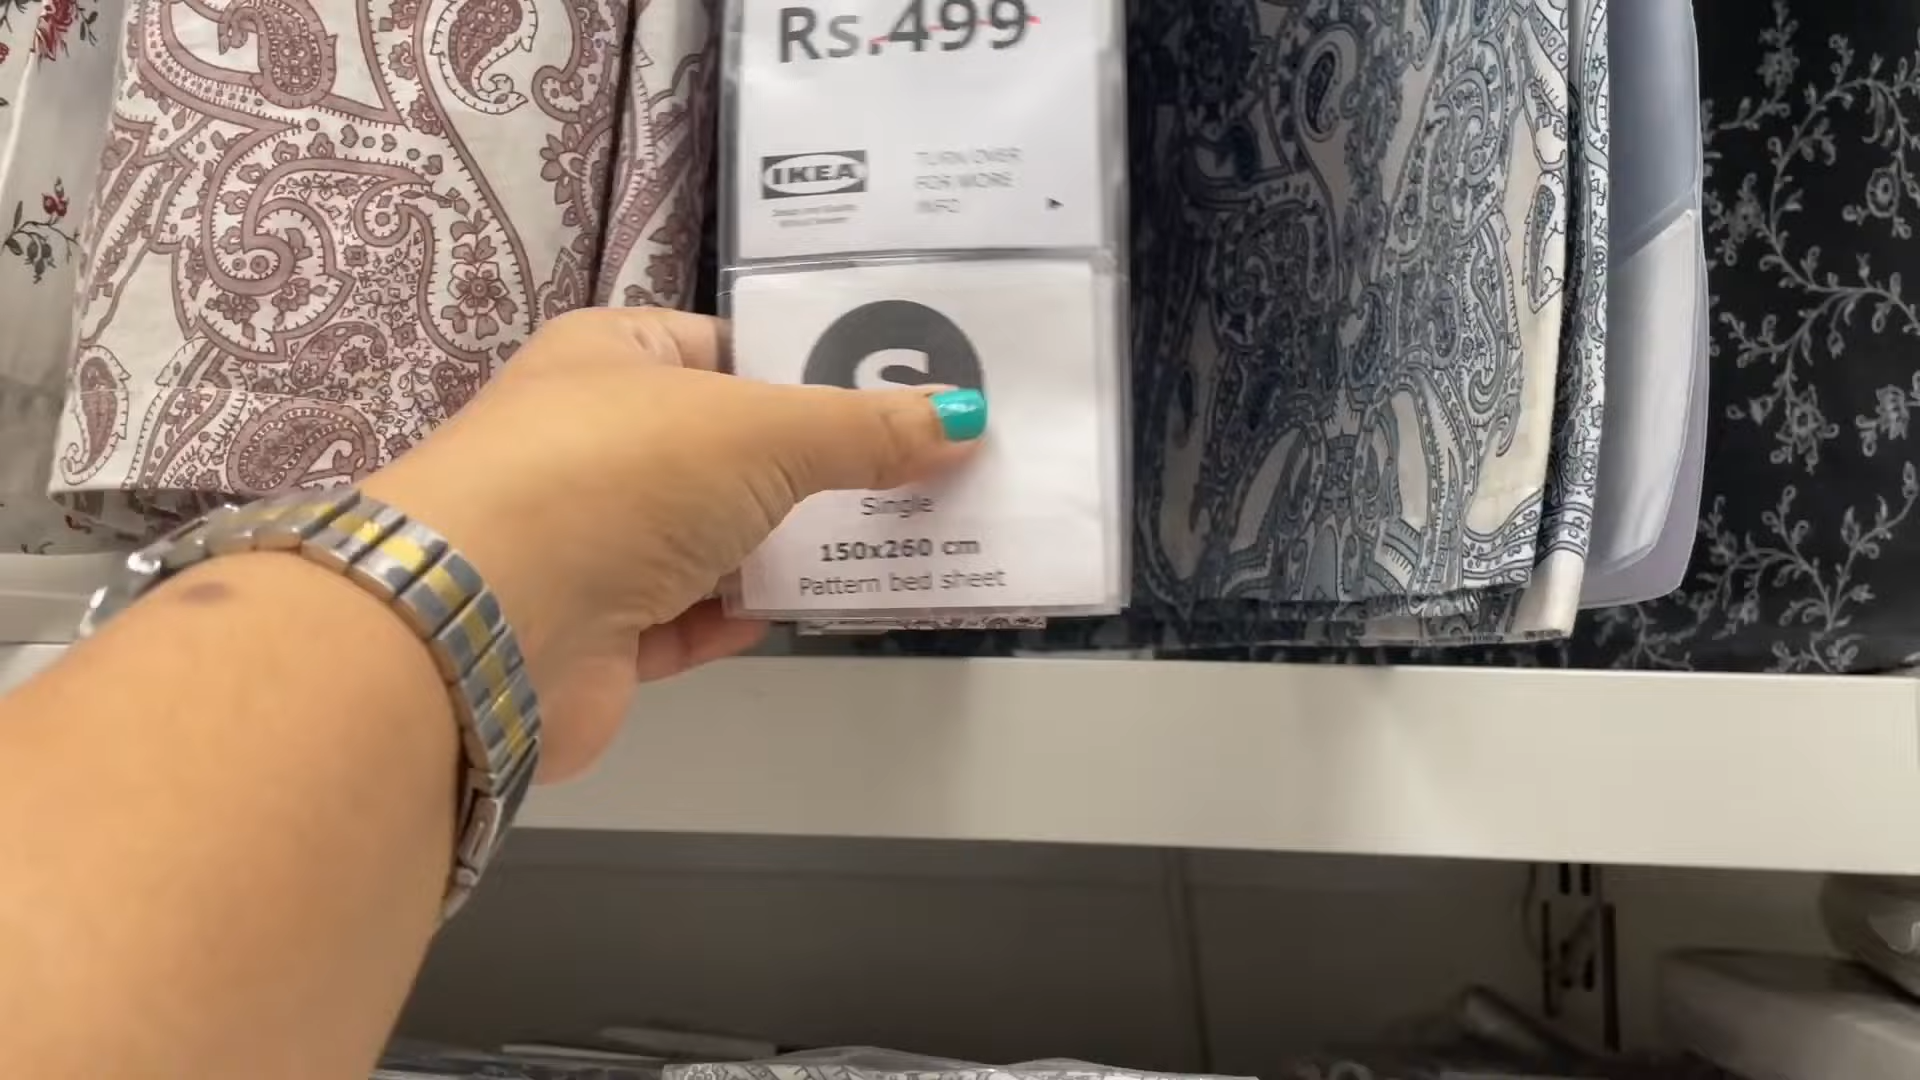 Rs.499
IKEA
TURN OVER
FOR MORE
INFO
S
Single
150x260 cm
Pattern bed sheet